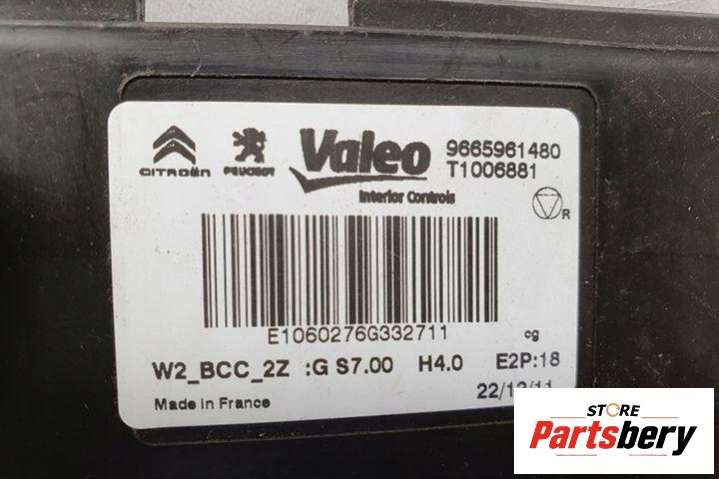 CITROËN PEUGEOT Valeo 9665961480
T1006881
Interior Controls
R
E1060276G332711
cg
W2_BCC_2Z :G S7.00 H4.0 E2P:18
Made in France
STORE
Partsbery